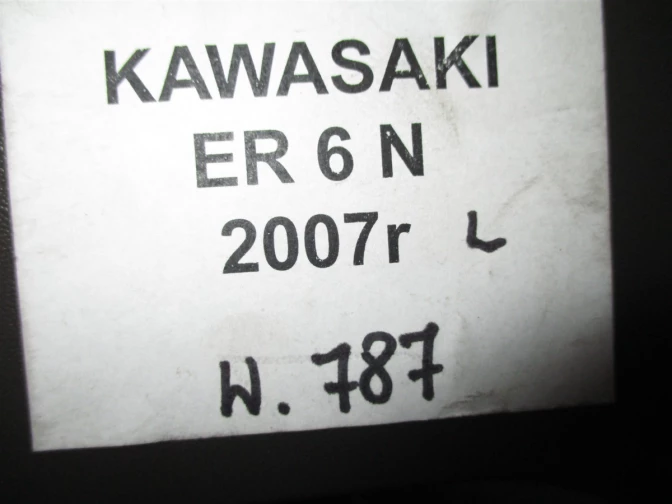 KAWASAKI
ER 6 N
2007r L
W. 787